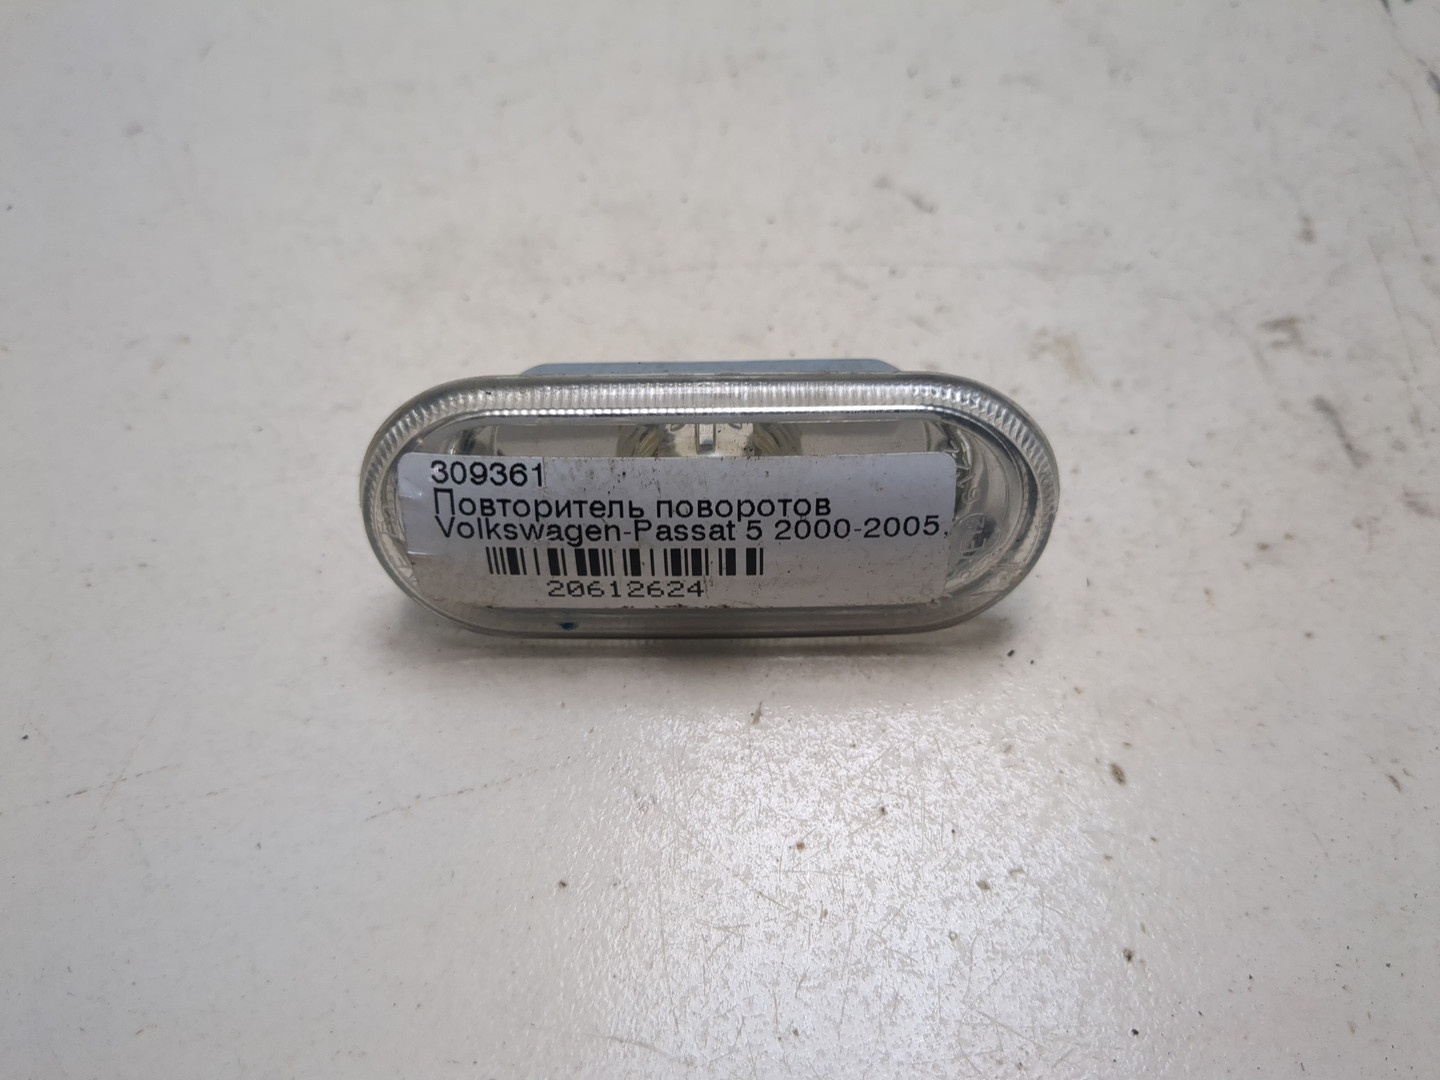 309361
Повторитель поворотов
Volkswagen-Passat 5 2000-2005,
20612624